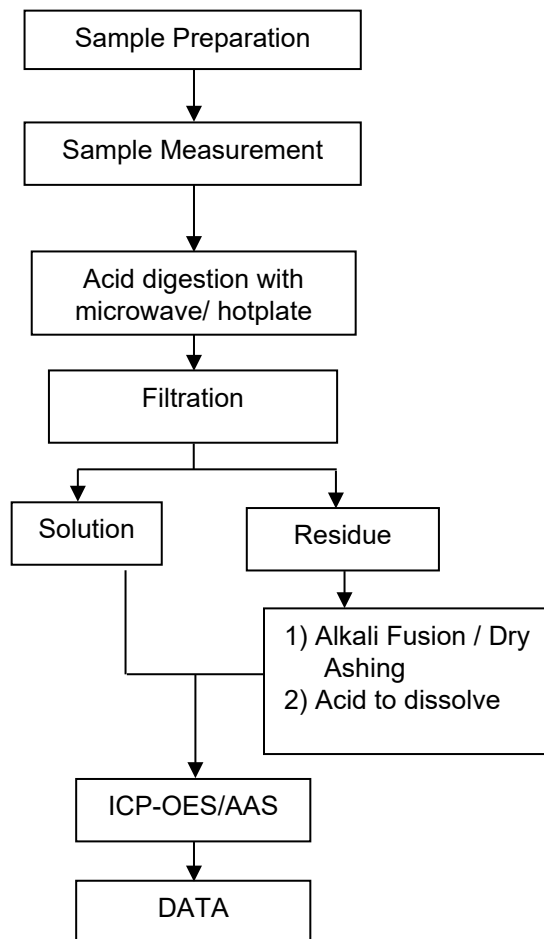 Sample Preparation
Sample Measurement
Acid digestion with
microwave/ hotplate
Filtration
Solution
Residue
1) Alkali Fusion / Dry
Ashing
2) Acid to dissolve
ICP-OES/AAS
DATA